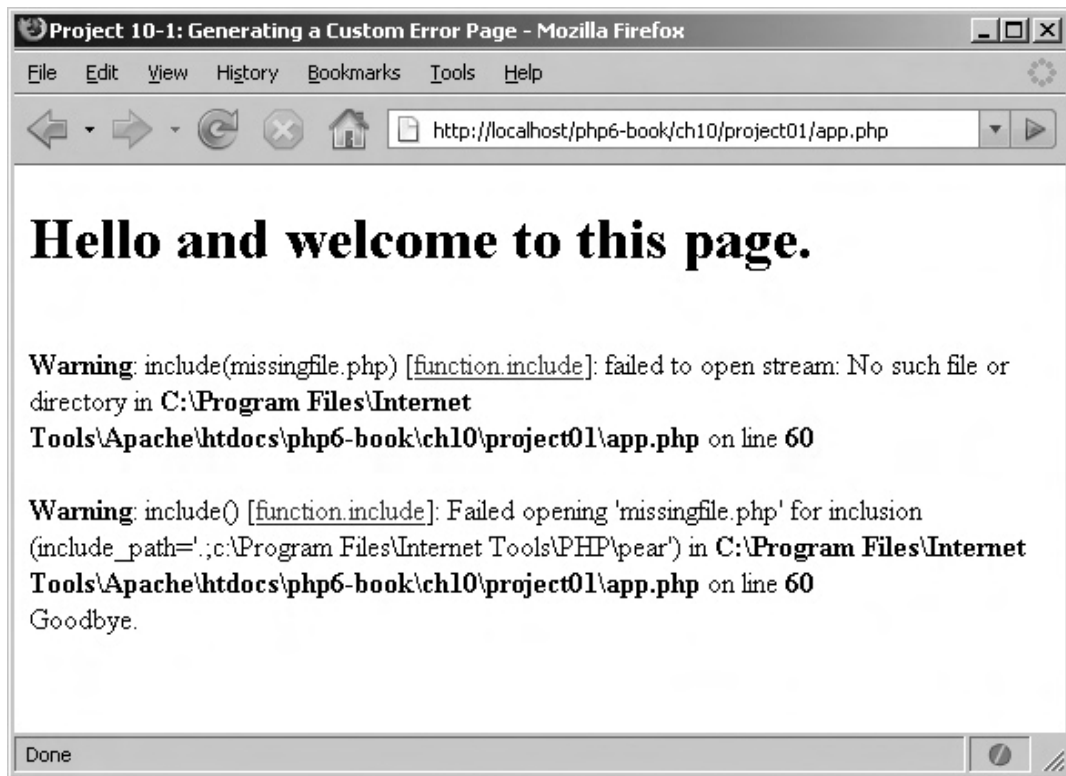 Project 10-1: Generating a Custom Error Page - Mozilla Firefox
File Edit View History Bookmarks Tools Help
http://localhost/php6-book/ch10/project01/app.php
Hello and welcome to this page.
Warning: include(missingfile.php) [function.include]: failed to open stream: No such file or
directory in C:\Program Files\Internet
Tools\Apache\htdocs\php6-book\ch10\project01\app.php on line 60
Warning: include() [function.include]: Failed opening 'missingfile.php' for inclusion
(include_path='.;c:\Program Files\Internet Tools\PHP\pear') in C:\Program Files\Internet
Tools\Apache\htdocs\php6-book\ch10\project01\app.php on line 60
Goodbye.
Done